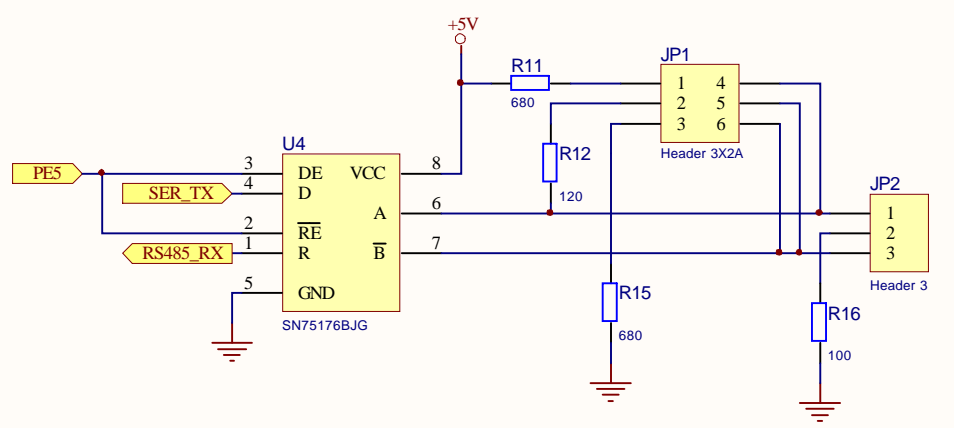 +5V
R11
680
JP1
1 4
2 5
3 6
Header 3X2A
R12
120
U4
PE5
3 DE VCC 8
SER_TX
4 D
A 6
2 RE
RS485_RX
1 R
B 7
5 GND
SN75176BJG
JP2
1
2
3
Header 3
R15
680
R16
100